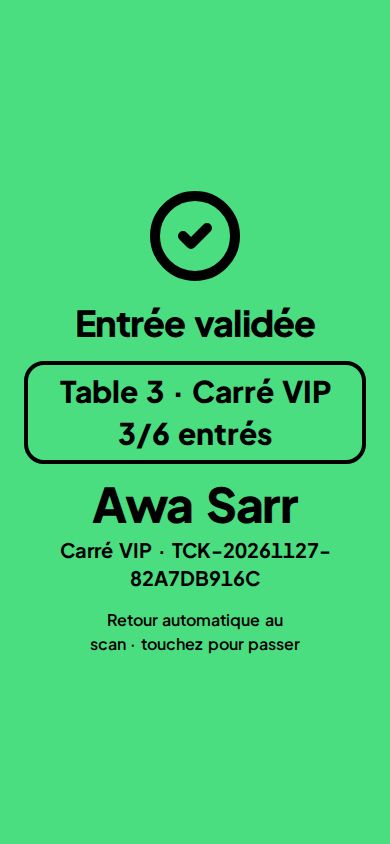 Entrée validée
Table 3 · Carré VIP
3/6 entrés
Awa Sarr
Carré VIP · TCK-20261127-
82A7DB916C
Retour automatique au
scan · touchez pour passer